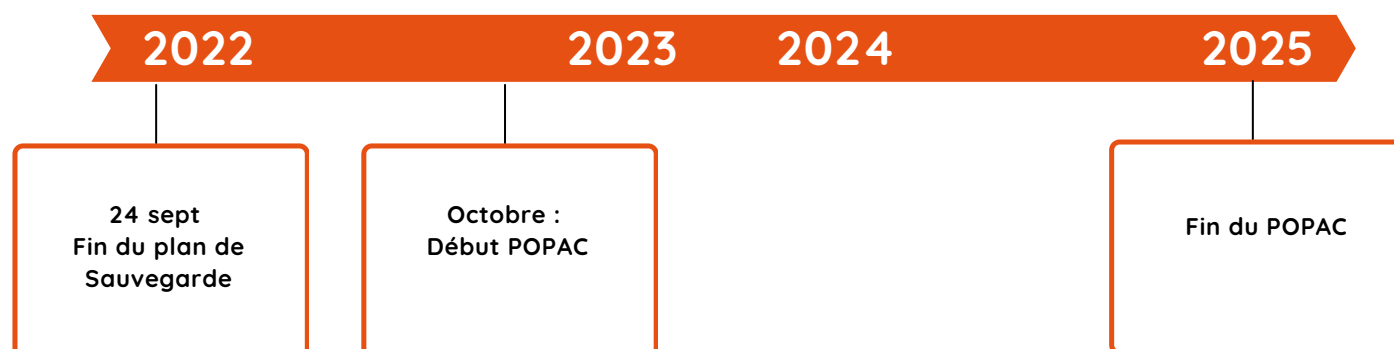 2022 2023 2024 2025
24 sept
Fin du plan de
Sauvegarde
Octobre :
Début POPAC
Fin du POPAC